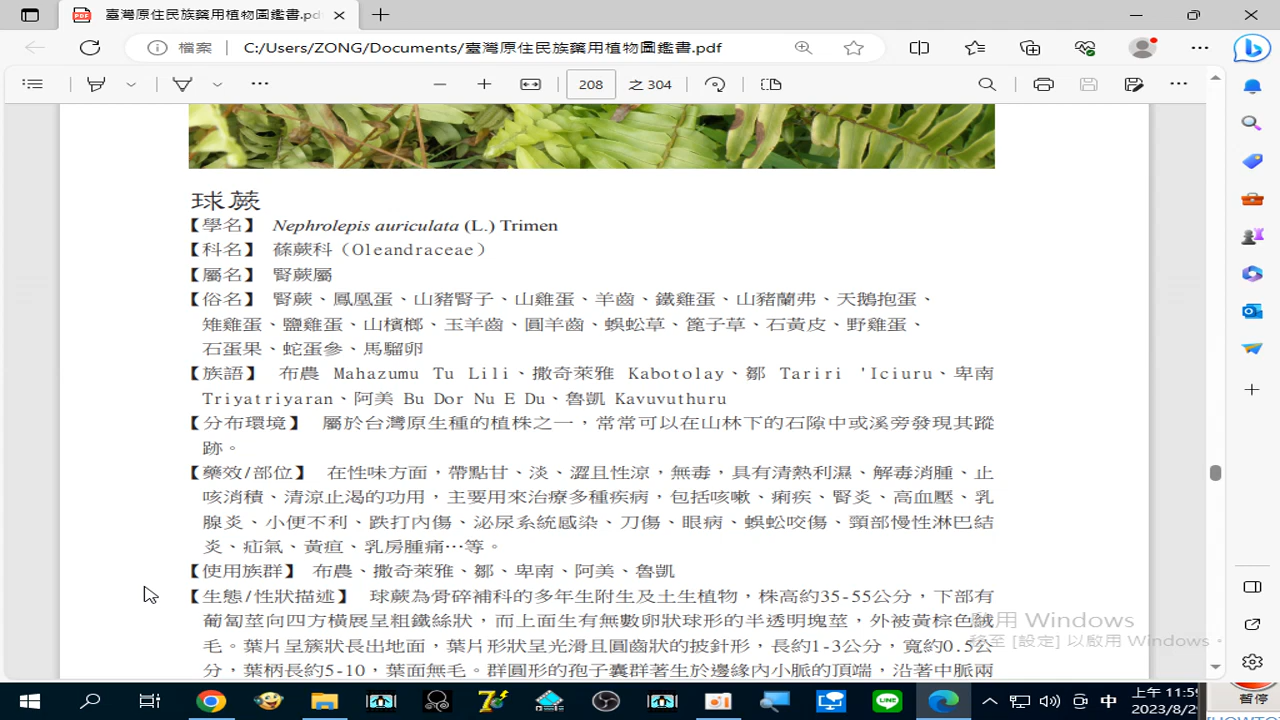 臺灣原住民族藥用植物圖鑑書.pdf
檔案 C:/Users/ZONG/Documents/臺灣原住民族藥用植物圖鑑書.pdf
208 之 304
球蕨
【學名】 Nephrolepis auriculata (L.) Trimen
【科名】 蓧蕨科（Oleandraceae）
【屬名】 腎蕨屬
【俗名】 腎蕨、鳳凰蛋、山豬腎子、山雞蛋、羊齒、鐵雞蛋、山豬蘭弗、天鵝抱蛋、
雉雞蛋、鹽雞蛋、山檳榔、玉羊齒、圓羊齒、蜈蚣草、篦子草、石黃皮、野雞蛋、
石蛋果、蛇蛋參、馬騮卵
【族語】 布農 Mahazumu Tu Lili、撒奇萊雅 Kabotolay、鄒 Tariri 'Iciuru、卑南
Triyatriyaran、阿美 Bu Dor Nu E Du、魯凱 Kavuvuthuru
【分布環境】 屬於台灣原生種的植株之一，常常可以在山林下的石隙中或溪旁發現其蹤
跡。
【藥效/部位】 在性味方面，帶點甘、淡、澀且性涼，無毒，具有清熱利濕、解毒消腫、止
咳消積、清涼止渴的功用，主要用來治療多種疾病，包括咳嗽、痢疾、腎炎、高血壓、乳
腺炎、小便不利、跌打內傷、泌尿系統感染、刀傷、眼病、蜈蚣咬傷、頸部慢性淋巴結
炎、疝氣、黃疸、乳房腫痛…等。
【使用族群】 布農、撒奇萊雅、鄒、卑南、阿美、魯凱
【生態/性狀描述】 球蕨為骨碎補科的多年生附生及土生植物，株高約35-55公分，下部有
葡匐莖向四方橫展呈粗鐵絲狀，而上面生有無數卵狀球形的半透明塊莖，外被黃棕色絨
毛。葉片呈簇狀長出地面，葉片形狀呈光滑且圓齒狀的披針形，長約1-3公分，寬約0.5公
分，葉柄長約5-10，葉面無毛。群圓形的孢子囊群著生於邊緣內小脈的頂端，沿著中脈兩
啟用 Windows
移至 [設定] 以啟用 Windows。
中
上午 11:59
2023/8/2
暫停